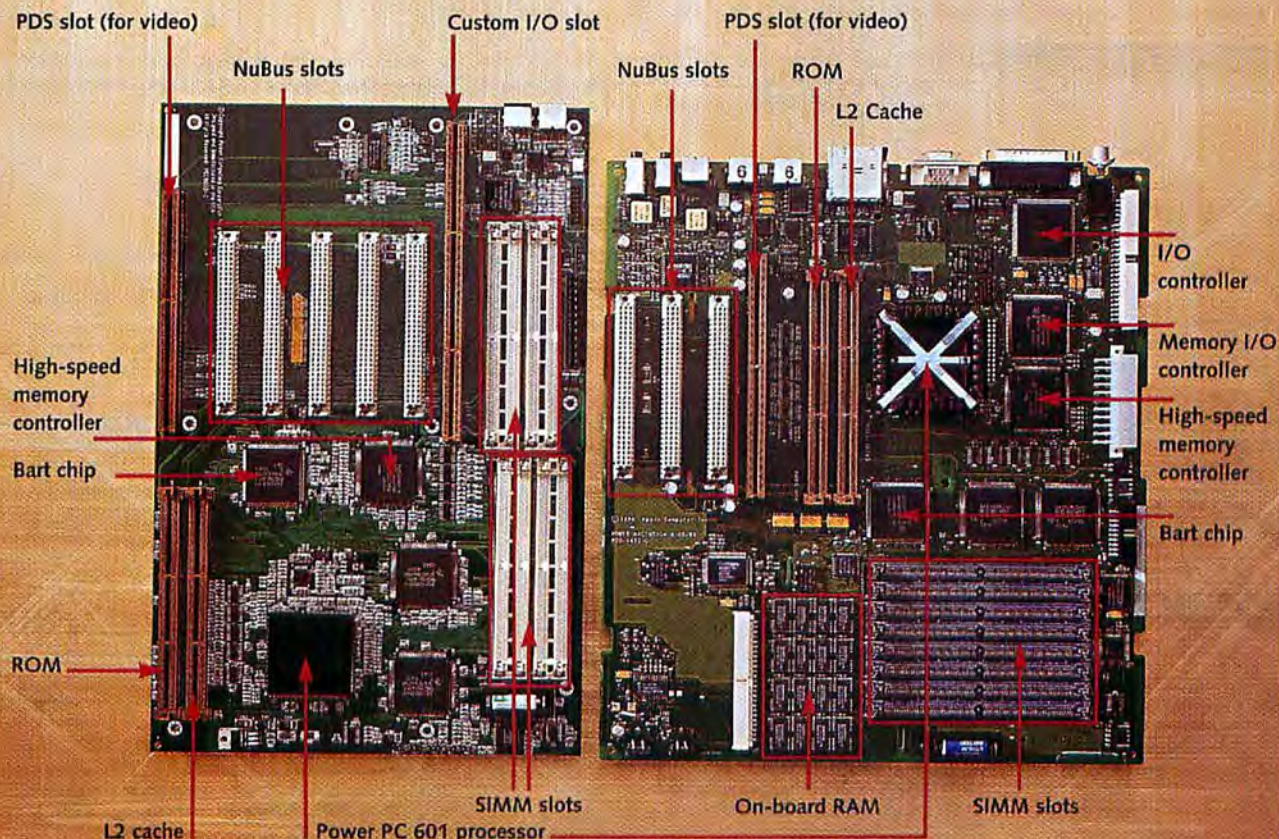 PDS slot (for video)
Custom I/O slot
PDS slot (for video)
NuBus slots
NuBus slots
ROM
L2 Cache
6
6
I/O
controller
High-speed
memory
controller
Memory I/O
controller
High-speed
memory
controller
Bart chip
Bart chip
ROM
SIMM slots
On-board RAM
SIMM slots
L2 cache
Power PC 601 processor